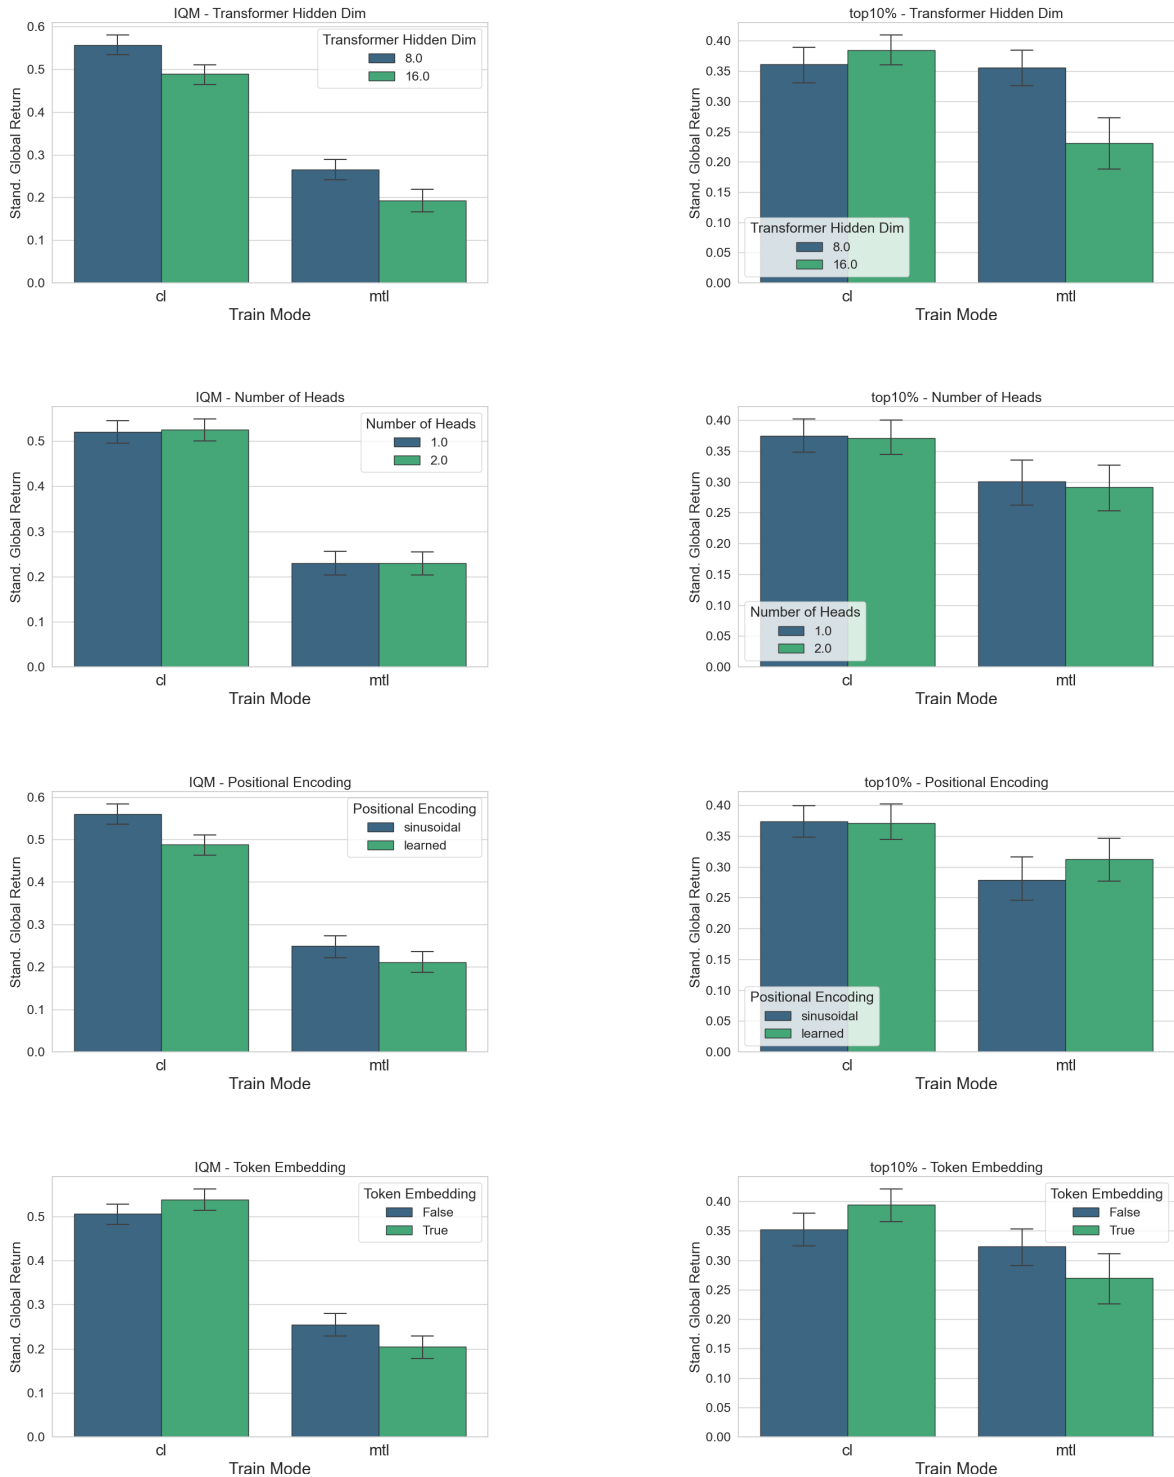 IQM - Transformer Hidden Dim
Stand. Global Return
0.6
0.5
0.4
0.3
0.2
0.1
0.0
Transformer Hidden Dim
8.0
16.0
cl
mtl
Train Mode
top10% - Transformer Hidden Dim
Stand. Global Return
0.40
0.35
0.30
0.25
0.20
0.15
0.10
0.05
0.00
Transformer Hidden Dim
8.0
16.0
cl
mtl
Train Mode
IQM - Number of Heads
Stand. Global Return
0.5
0.4
0.3
0.2
0.1
0.0
Number of Heads
1.0
2.0
cl
mtl
Train Mode
top10% - Number of Heads
Stand. Global Return
0.40
0.35
0.30
0.25
0.20
0.15
0.10
0.05
0.00
Number of Heads
1.0
2.0
cl
mtl
Train Mode
IQM - Positional Encoding
Stand. Global Return
0.6
0.5
0.4
0.3
0.2
0.1
0.0
Positional Encoding
sinusoidal
learned
cl
mtl
Train Mode
top10% - Positional Encoding
Stand. Global Return
0.40
0.35
0.30
0.25
0.20
0.15
0.10
0.05
0.00
Positional Encoding
sinusoidal
learned
cl
mtl
Train Mode
IQM - Token Embedding
Stand. Global Return
0.5
0.4
0.3
0.2
0.1
0.0
Token Embedding
False
True
cl
mtl
Train Mode
top10% - Token Embedding
Stand. Global Return
0.40
0.35
0.30
0.25
0.20
0.15
0.10
0.05
0.00
Token Embedding
False
True
cl
mtl
Train Mode